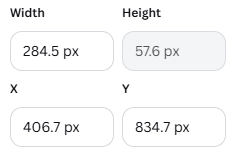 Width Height
284.5 px 57.6 px
X Y
406.7 px 834.7 px